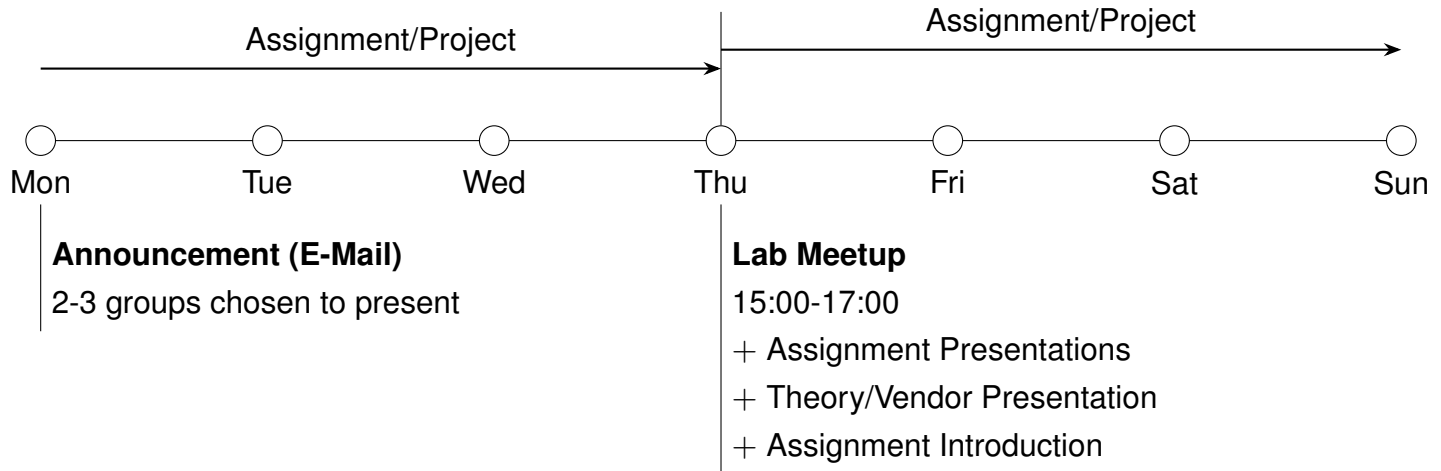 Assignment/Project
Assignment/Project
Mon Tue Wed Thu Fri Sat Sun
Announcement (E-Mail)
2-3 groups chosen to present
Lab Meetup
15:00-17:00
+ Assignment Presentations
+ Theory/Vendor Presentation
+ Assignment Introduction